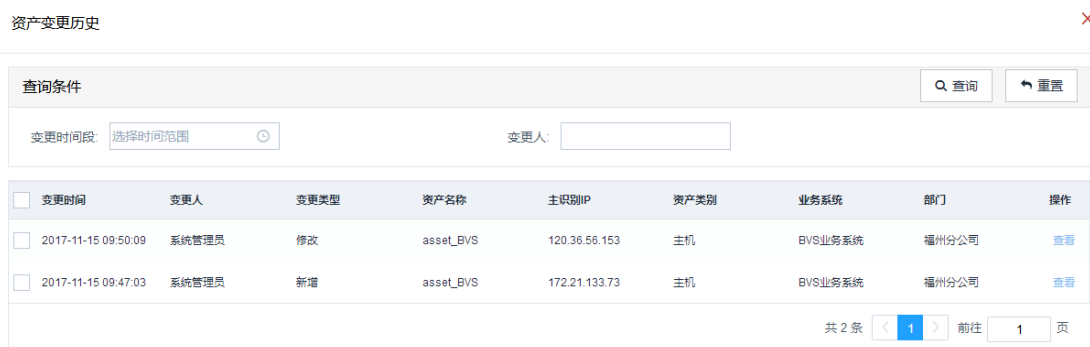 资产变更历史
查询条件 查询 重置
变更时间段: 选择时间范围 变更人:
变更时间 变更人 变更类型 资产名称 主识别IP 资产类别 业务系统 部门 操作
2017-11-15 09:50:09 系统管理员 修改 asset_BVS 120.36.56.153 主机 BVS业务系统 福州分公司 查看
2017-11-15 09:47:03 系统管理员 新增 asset_BVS 172.21.133.73 主机 BVS业务系统 福州分公司 查看
共 2 条 1 前往 1 页